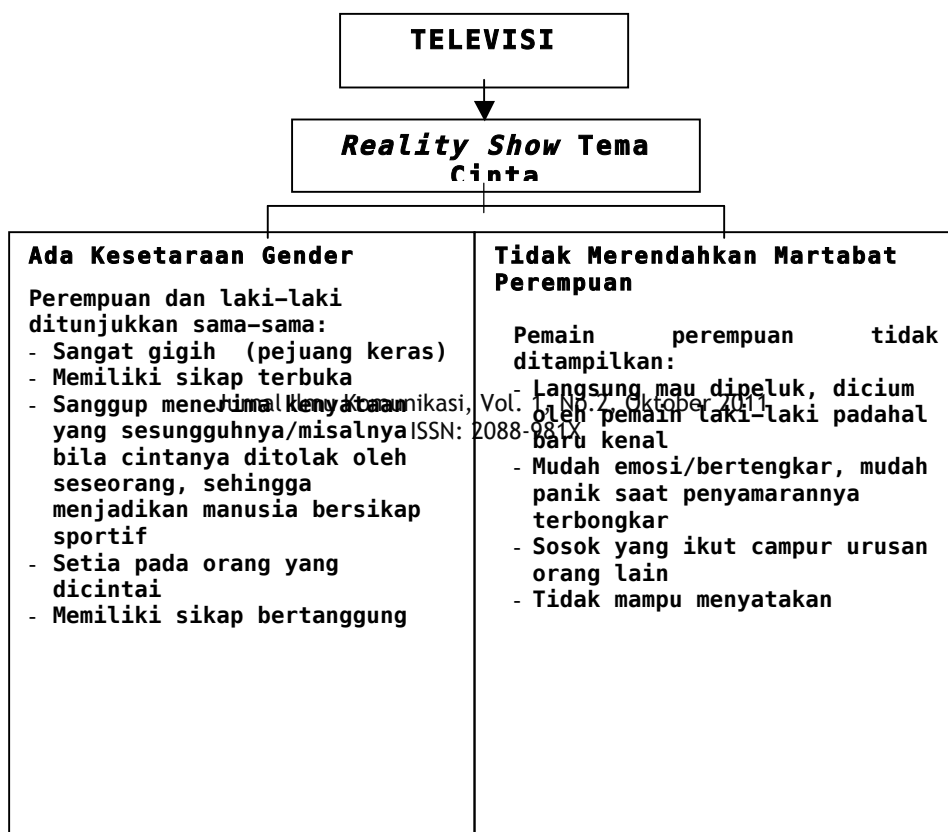 TELEVISI
Reality Show Tema
Cinta
Ada Kesetaraan Gender
Perempuan dan laki-laki
ditunjukkan sama-sama:
- Sangat gigih (pejuang keras)
- Memiliki sikap terbuka
- Sanggup menerima kenyataan
yang sesungguhnya/misalnya
bila cintanya ditolak oleh
seseorang, sehingga
menjadikan manusia bersikap
sportif
- Setia pada orang yang
dicintai
- Memiliki sikap bertanggung
Tidak Merendahkan Martabat
Perempuan
Pemain perempuan tidak
ditampilkan:
- Langsung mau dipeluk, dicium
oleh pemain laki-laki padahal
baru kenal
- Mudah emosi/bertengkar, mudah
panik saat penyamarannya
terbongkar
- Sosok yang ikut campur urusan
orang lain
- Tidak mampu menyatakan
Jurnal Ilmu Komunikasi, Vol. 1, No.2, Oktober 2011
ISSN: 2088-981X